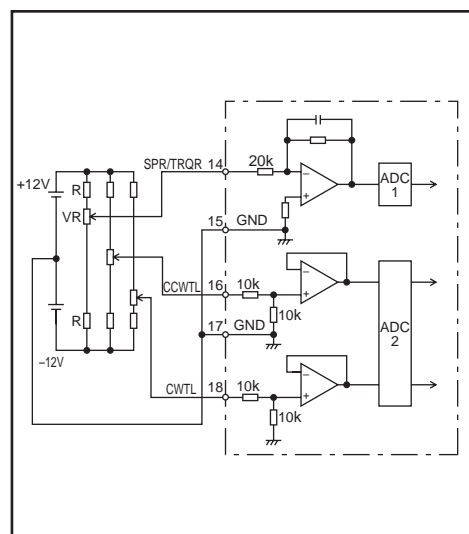 SPR/TRQR 14 20k
+12V R
VR
ADC
1
15 GND
CCWTL 16 10k
10k
17 GND
R
–12V
ADC
2
CWTL 18 10k
10k